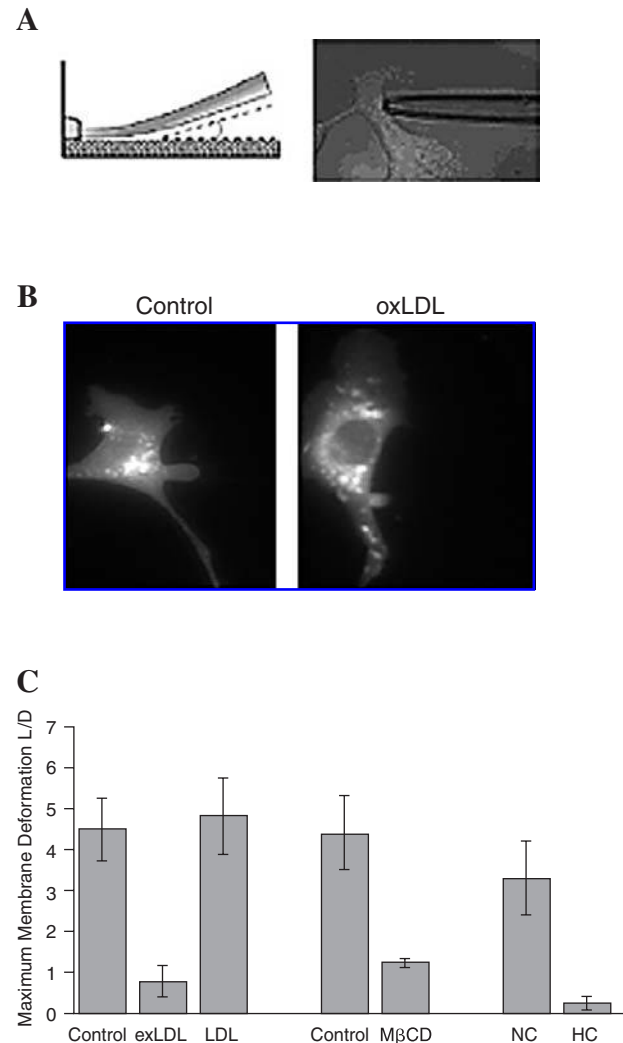 A
B
Control oxLDL
C
Maximum Membrane Deformation L/D
7
6
5
4
3
2
1
0
Control exLDL LDL Control MβCD NC HC